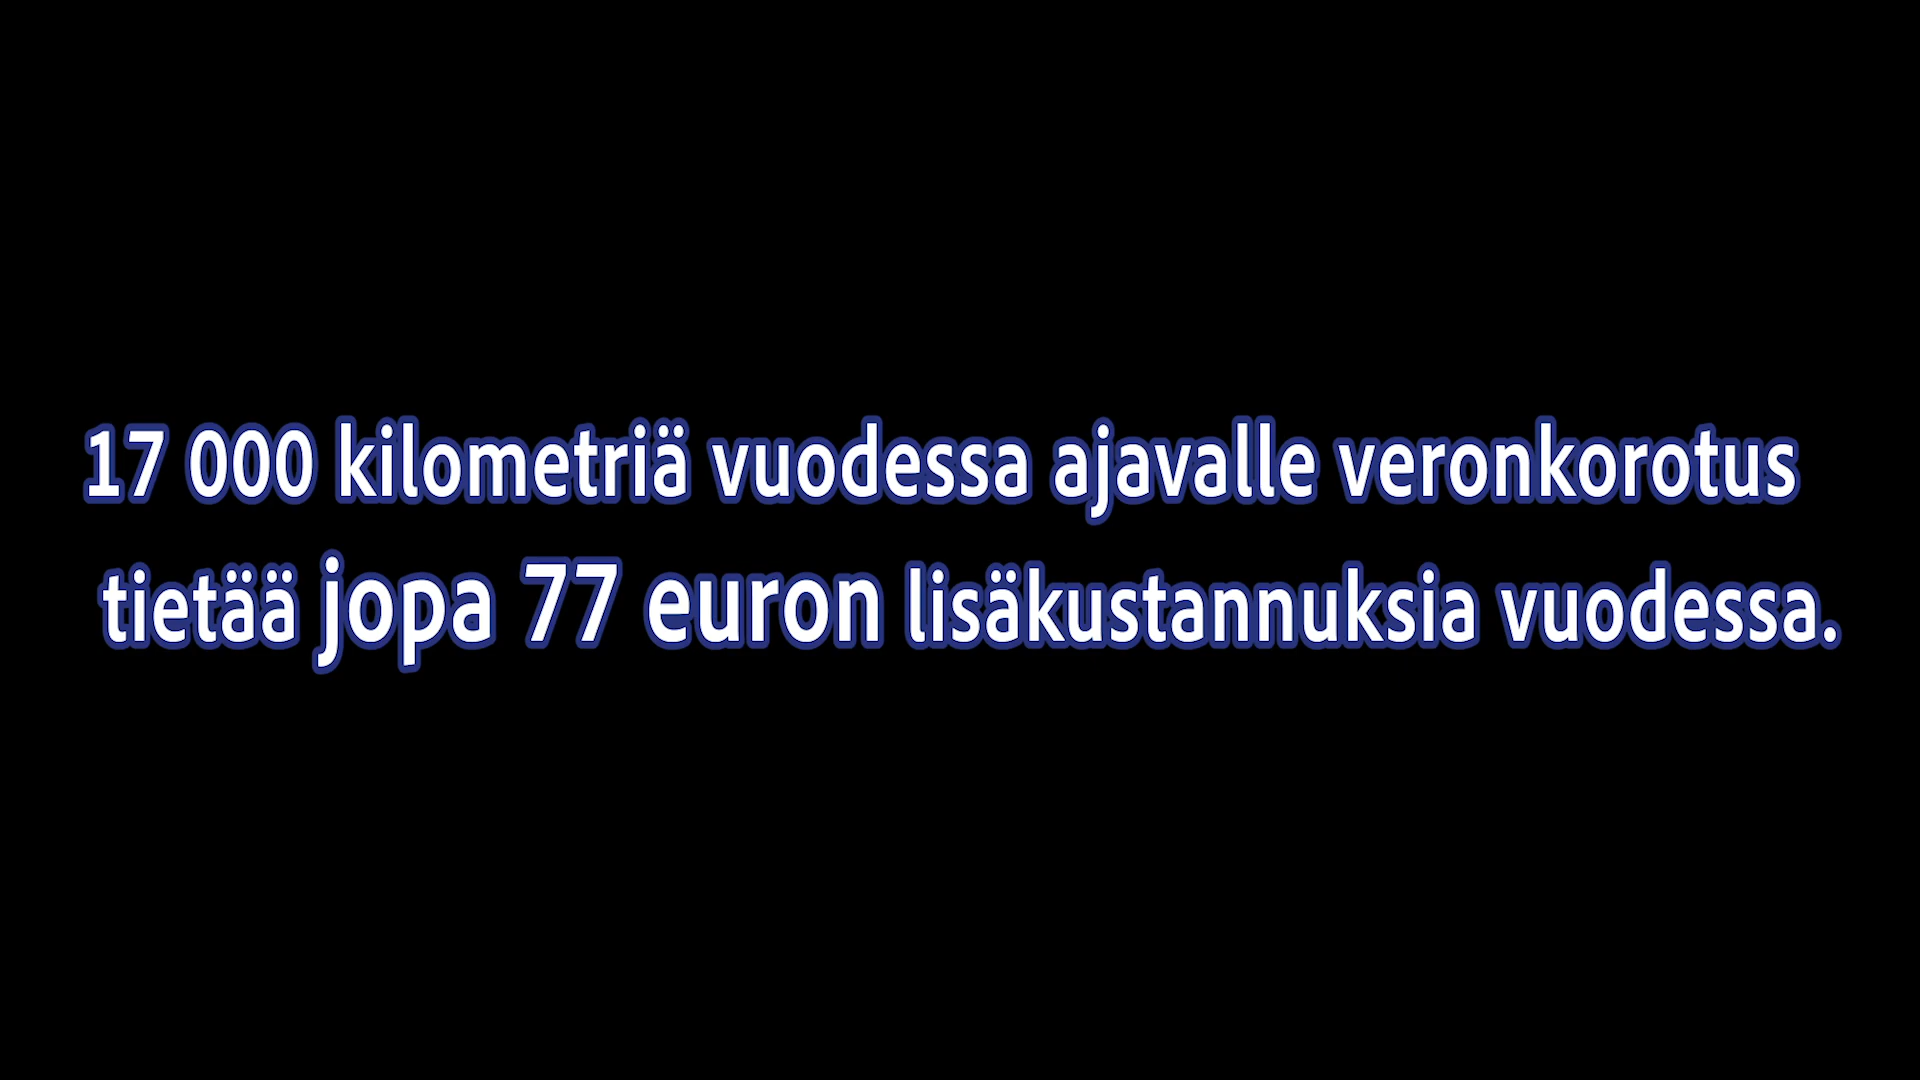 17 000 kilometriä vuodessa ajavalle veronkorotus
tietää jopa 77 euron lisäkustannuksia vuodessa.